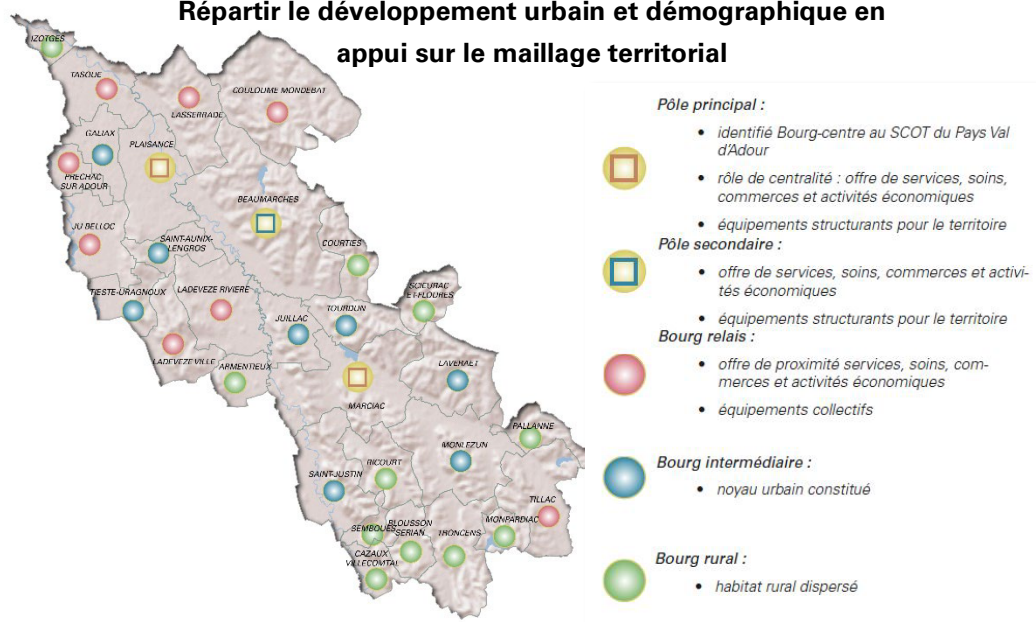 Répartir le développement urbain et démographique en
appui sur le maillage territorial
IZOTGES
TASQUE
LASSERRADE
COULOUME MONDEBAT
GALIAX
PLAISANCE
PRECHAC
SUR ADOUR
BEAUMARCHES
JU BELLOC
SAINT-AUNIX-
LENGROS
COURTIES
TIESTE-URAGNOUX
LADEVEZE RIVIERE
SCIEURAC
ET-FLOURES
JUILLAC
TOURDUN
LADEVEZE VILLE
ARMENTIEUX
LAVERAET
MARCIAC
PALLANNE
MONLEZUN
SAINT-JUSTIN
RICOURT
TILLAC
SEMBOUES
BLOUSSON
SERIAN
TRONCENS
MONPARDIAC
CAZAUX
VILLECOMTAL
Pôle principal :
• identifié Bourg-centre au SCOT du Pays Val
d'Adour
• rôle de centralité : offre de services, soins,
commerces et activités économiques
• équipements structurants pour le territoire
Pôle secondaire :
• offre de services, soins, commerces et activi-
tés économiques
• équipements structurants pour le territoire
Bourg relais :
• offre de proximité services, soins, com-
merces et activités économiques
• équipements collectifs
Bourg intermédiaire :
• noyau urbain constitué
Bourg rural :
• habitat rural dispersé